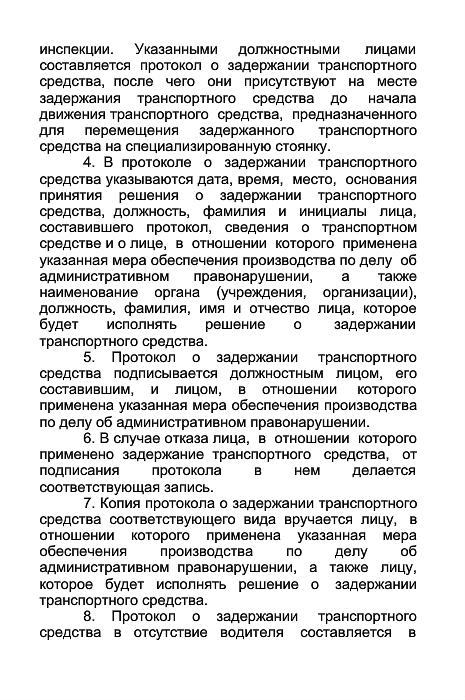 инспекции. Указанными должностными лицами
составляется протокол о задержании транспортного
средства, после чего они присутствуют на месте
задержания транспортного средства до начала
движения транспортного средства, предназначенного
для перемещения задержанного транспортного
средства на специализированную стоянку.
4. В протоколе о задержании транспортного
средства указываются дата, время, место, основания
принятия решения о задержании транспортного
средства, должность, фамилия и инициалы лица,
составившего протокол, сведения о транспортном
средстве и о лице, в отношении которого применена
указанная мера обеспечения производства по делу об
административном правонарушении, а также
наименование органа (учреждения, организации),
должность, фамилия, имя и отчество лица, которое
будет исполнять решение о задержании
транспортного средства.
5. Протокол о задержании транспортного
средства подписывается должностным лицом, его
составившим, и лицом, в отношении которого
применена указанная мера обеспечения производства
по делу об административном правонарушении.
6. В случае отказа лица, в отношении которого
применено задержание транспортного средства, от
подписания протокола в нем делается
соответствующая запись.
7. Копия протокола о задержании транспортного
средства соответствующего вида вручается лицу, в
отношении которого применена указанная мера
обеспечения производства по делу об
административном правонарушении, а также лицу,
которое будет исполнять решение о задержании
транспортного средства.
8. Протокол о задержании транспортного
средства в отсутствие водителя составляется в